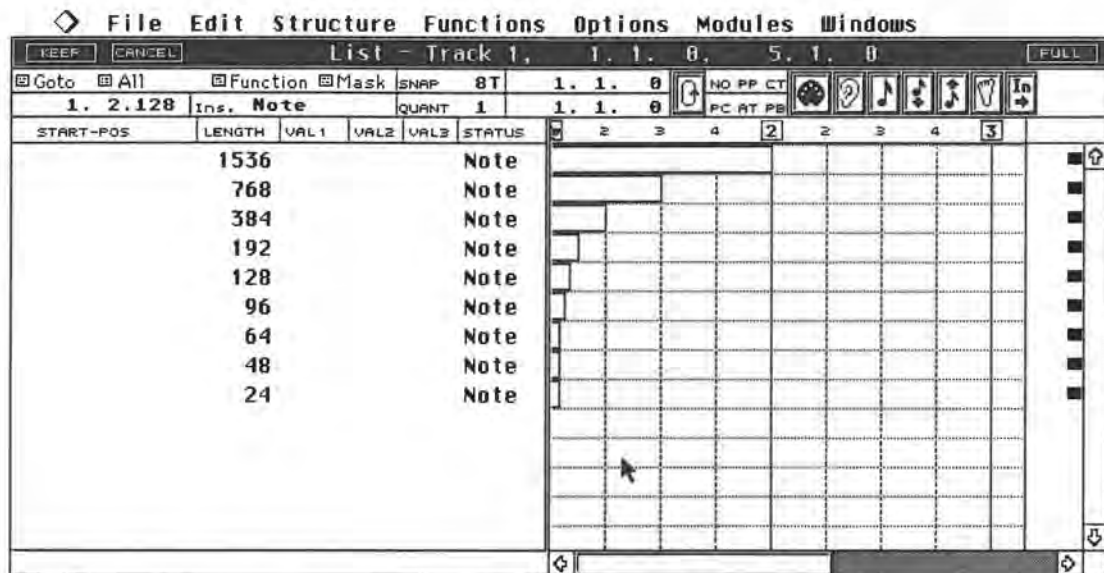 File Edit Structure Functions Options Modules Windows
KEEP CANCEL List - Track 1, 1. 1. 0, 5. 1. 0 FULL
Goto All Function Mask SNAP 8T 1. 1. 0 NO PP CT
1. 2.128 Ins. Note QUANT 1 1. 1. 0 PC AT PB In
START-POS LENGTH VAL1 VAL2 VAL3 STATUS 2 3 4 2 2 3 4 3
1536 Note
768 Note
384 Note
192 Note
128 Note
96 Note
64 Note
48 Note
24 Note